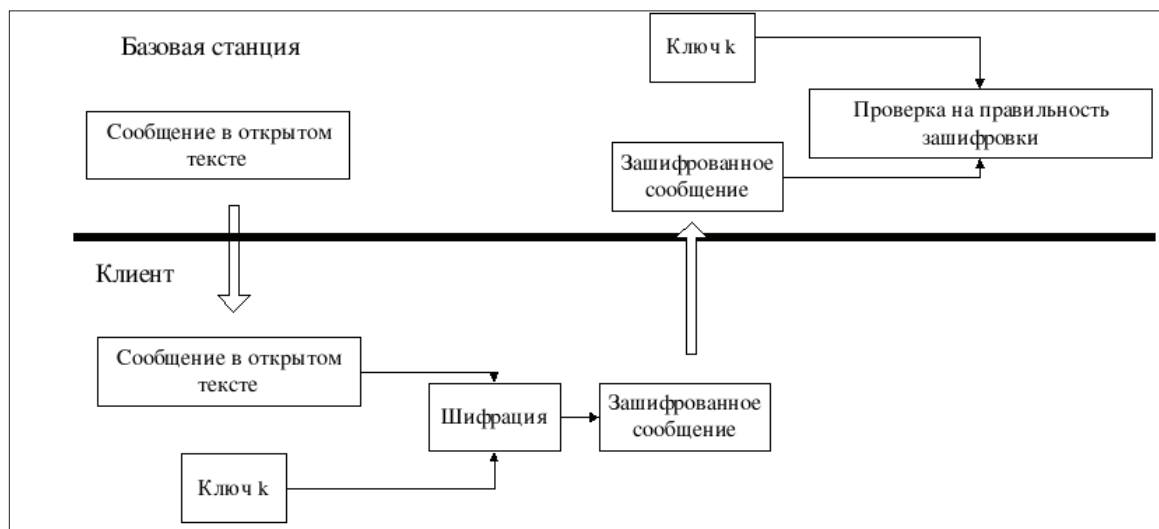 Базовая станция
Ключ k
Сообщение в открытом
тексте
Проверка на правильность
зашифровки
Зашифрованное
сообщение
Клиент
Сообщение в открытом
тексте
Шифрация
Зашифрованное
сообщение
Ключ k